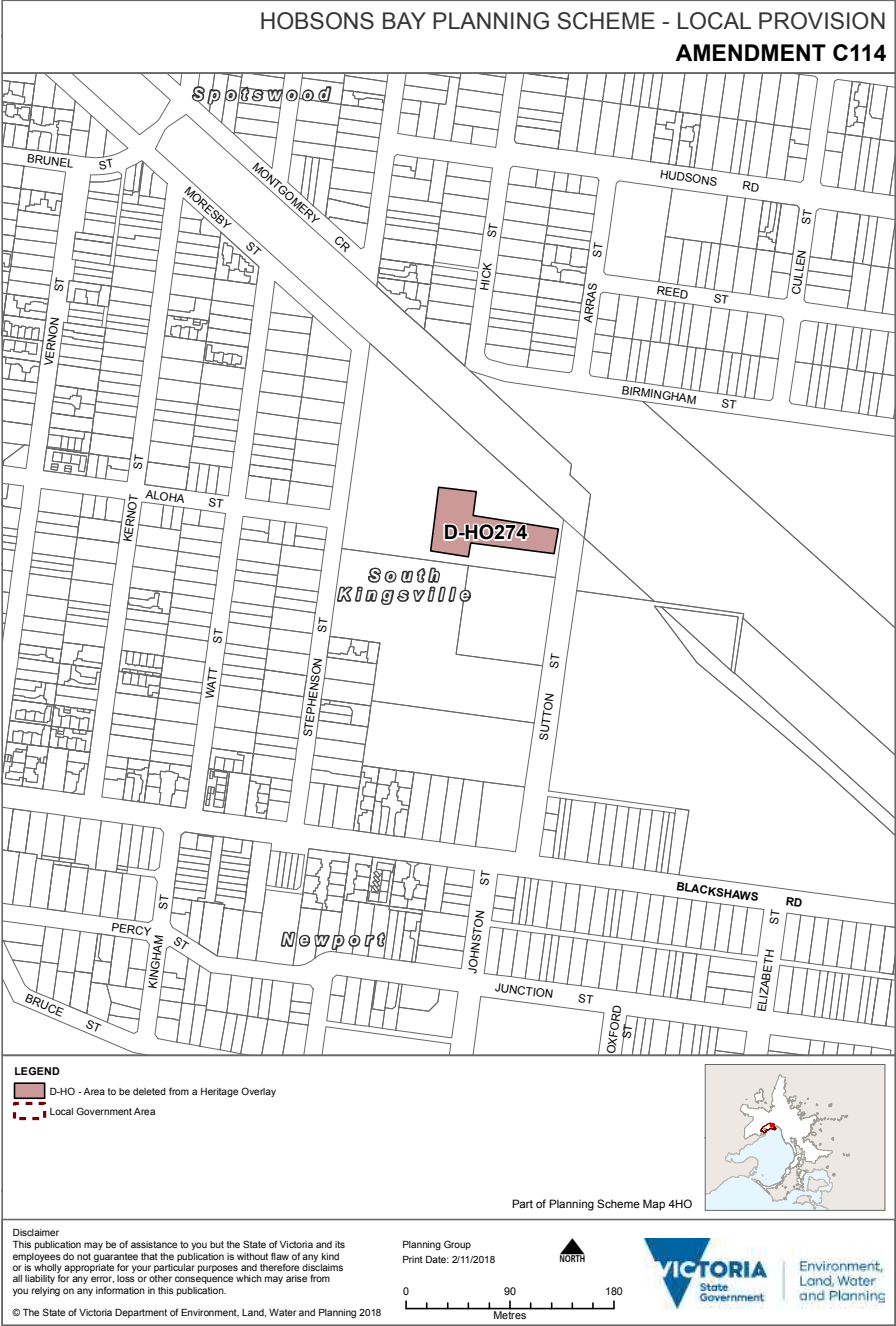 HOBSONS BAY PLANNING SCHEME - LOCAL PROVISION
AMENDMENT C114
Spotswood
BRUNEL ST
MONTGOMERY CR
MORESBY ST
HUDSONS RD
HICK ST
ARRAS ST
CULLEN ST
REED ST
VERNON ST
BIRMINGHAM ST
KERNOT ST
ALOHA ST
D-HO274
South
Kingsville
WATT ST
STEPHENSON ST
SUTTON ST
BLACKSHAWS RD
PERCY ST
KINGHAM ST
Newport
JOHNSTON ST
ELIZABETH ST
JUNCTION ST
OXFORD ST
BRUCE ST
LEGEND
D-HO - Area to be deleted from a Heritage Overlay
Local Government Area
Part of Planning Scheme Map 4HO
Disclaimer
This publication may be of assistance to you but the State of Victoria and its
employees do not guarantee that the publication is without flaw of any kind
or is wholly appropriate for your particular purposes and therefore disclaims
all liability for any error, loss or other consequence which may arise from
you relying on any information in this publication.
© The State of Victoria Department of Environment, Land, Water and Planning 2018
Planning Group
Print Date: 2/11/2018
NORTH
0 90 180
Metres
VICTORIA
State
Government
Environment,
Land, Water
and Planning